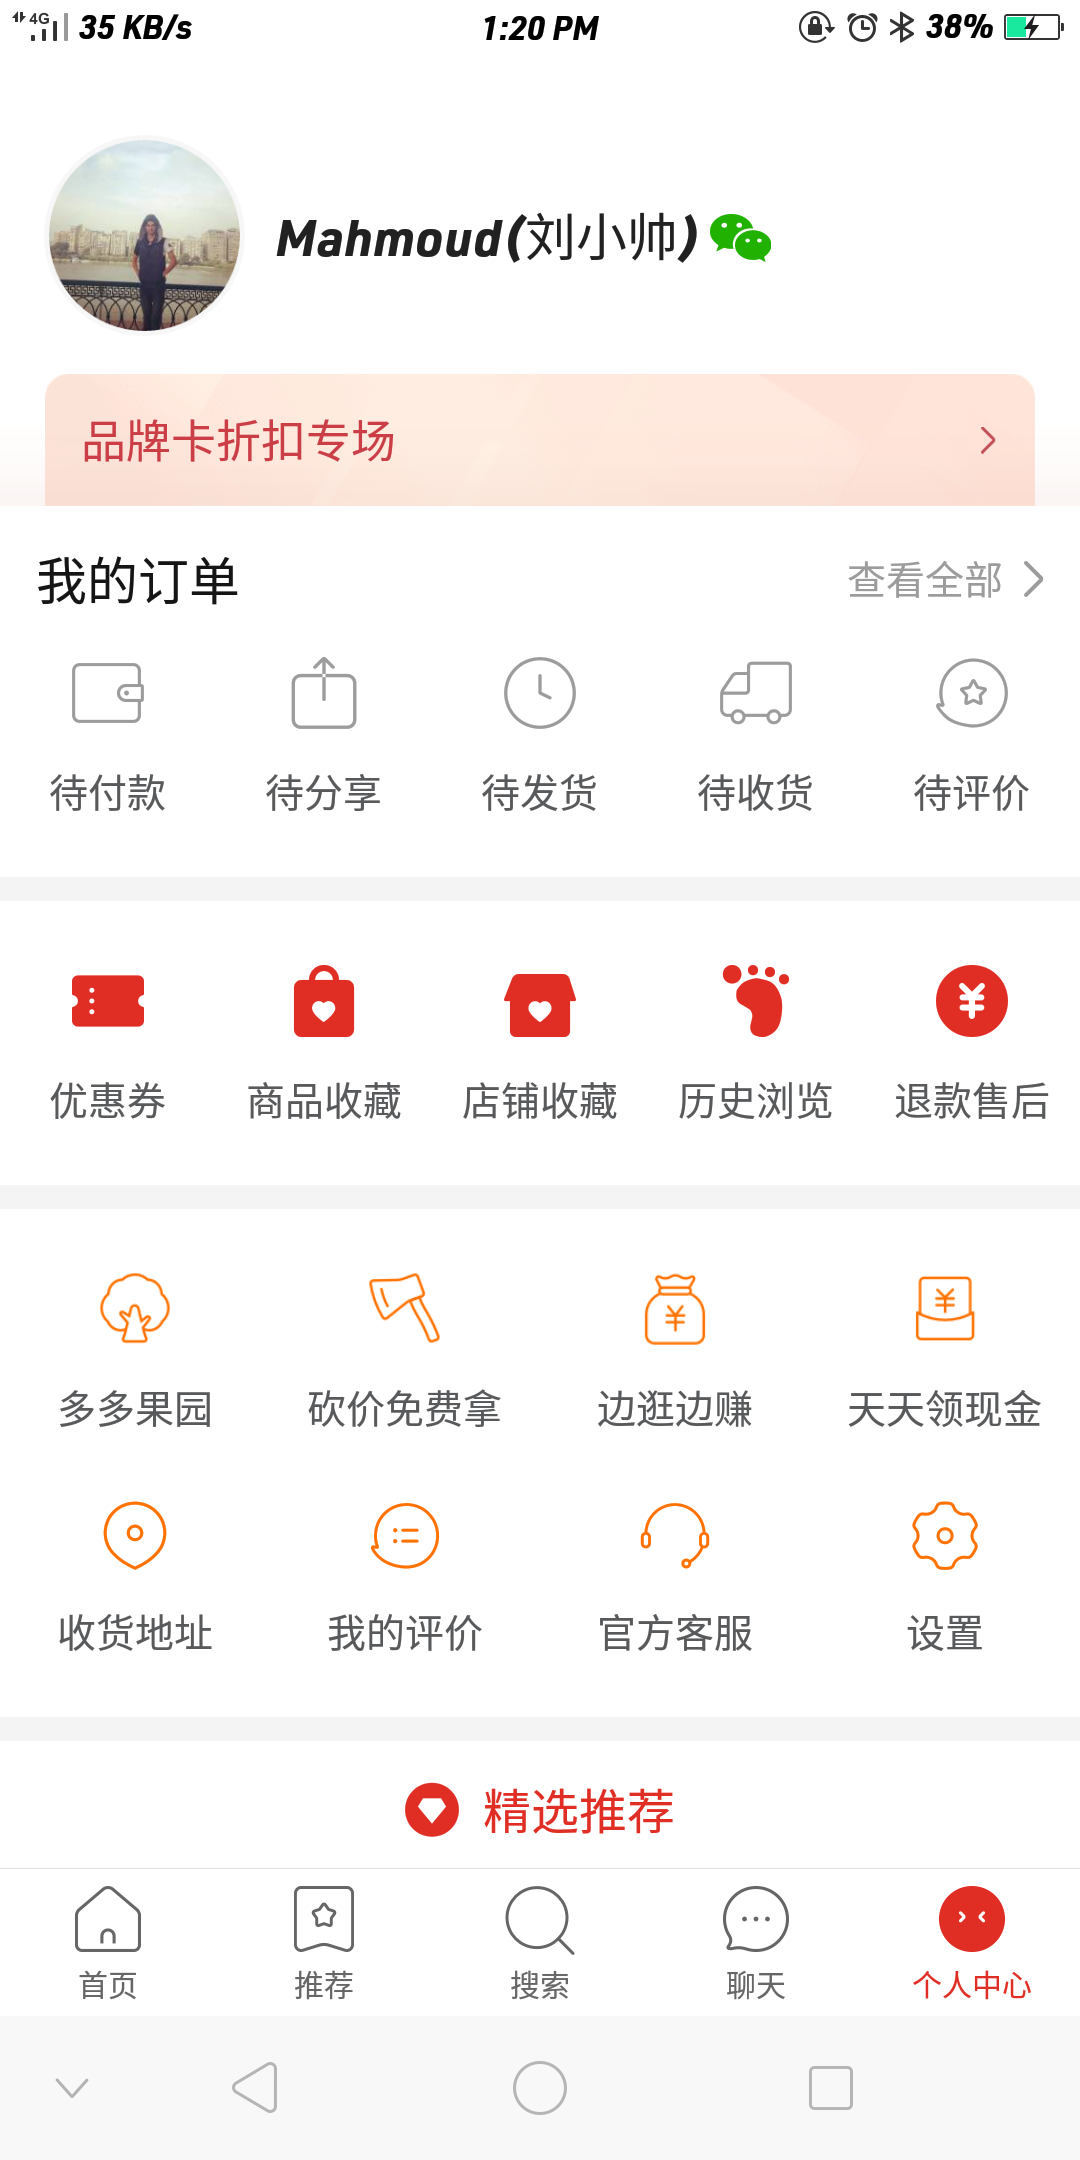 4G 35 KB/s 1:20 PM 38%
Mahmoud(刘小帅)
品牌卡折扣专场
我的订单 查看全部
待付款 待分享 待发货 待收货 待评价
优惠券 商品收藏 店铺收藏 历史浏览 退款售后
多多果园 砍价免费拿 边逛边赚 天天领现金
收货地址 我的评价 官方客服 设置
精选推荐
首页 推荐 搜索 聊天 个人中心